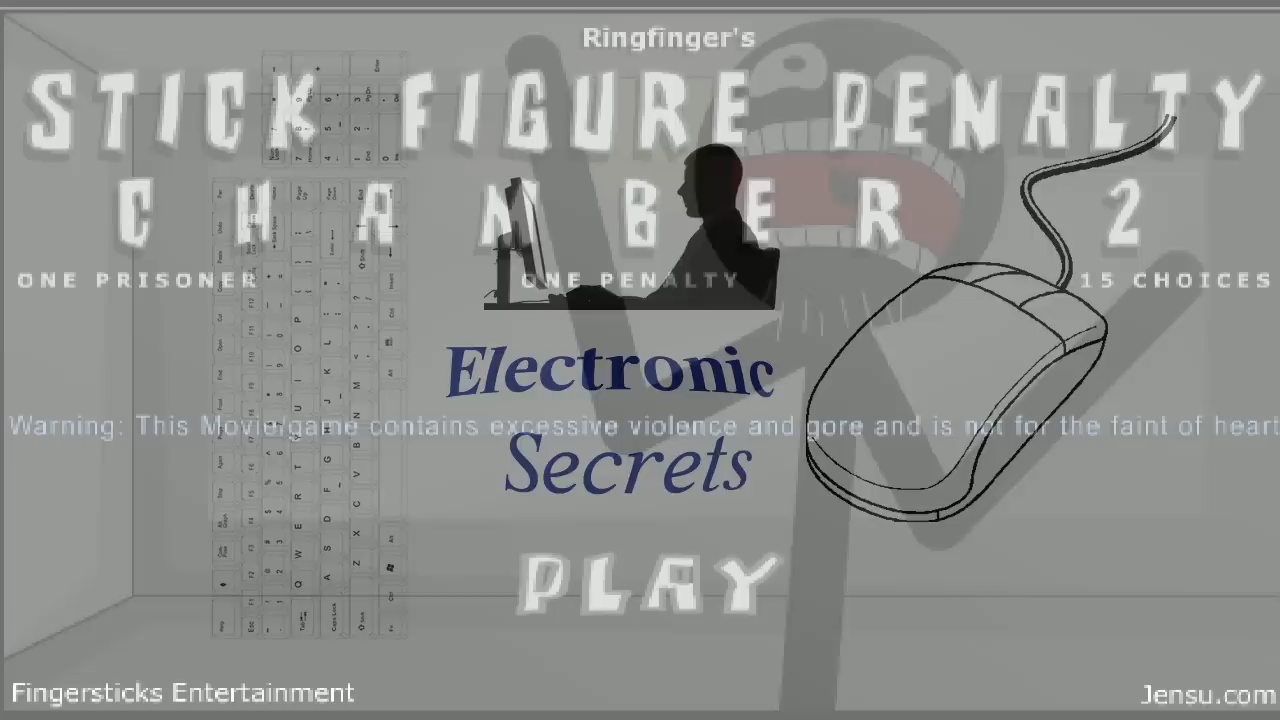 Ringfinger's
STICK FIGURE PENALTY
CHAMBER 2
ONE PRISONER ONE PENALTY 15 CHOICES
Electronic
Warning: This Movie/game contains excessive violence and gore and is not for the faint of heart
Secrets
PLAY
Fingersticks Entertainment
Jensu.com